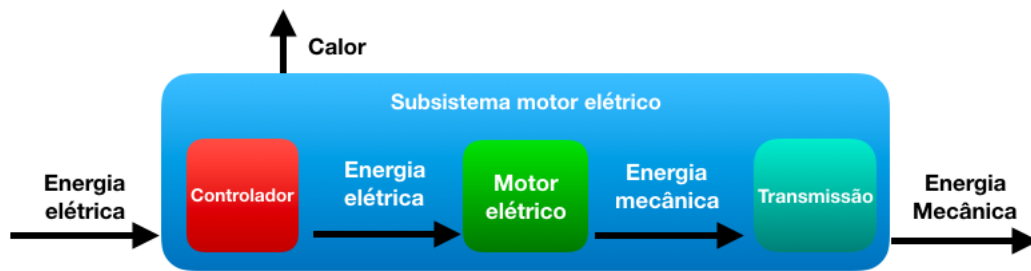 Calor
Subsistema motor elétrico
Energia
elétrica
Controlador
Energia
elétrica
Motor
elétrico
Energia
mecânica
Transmissão
Energia
Mecânica